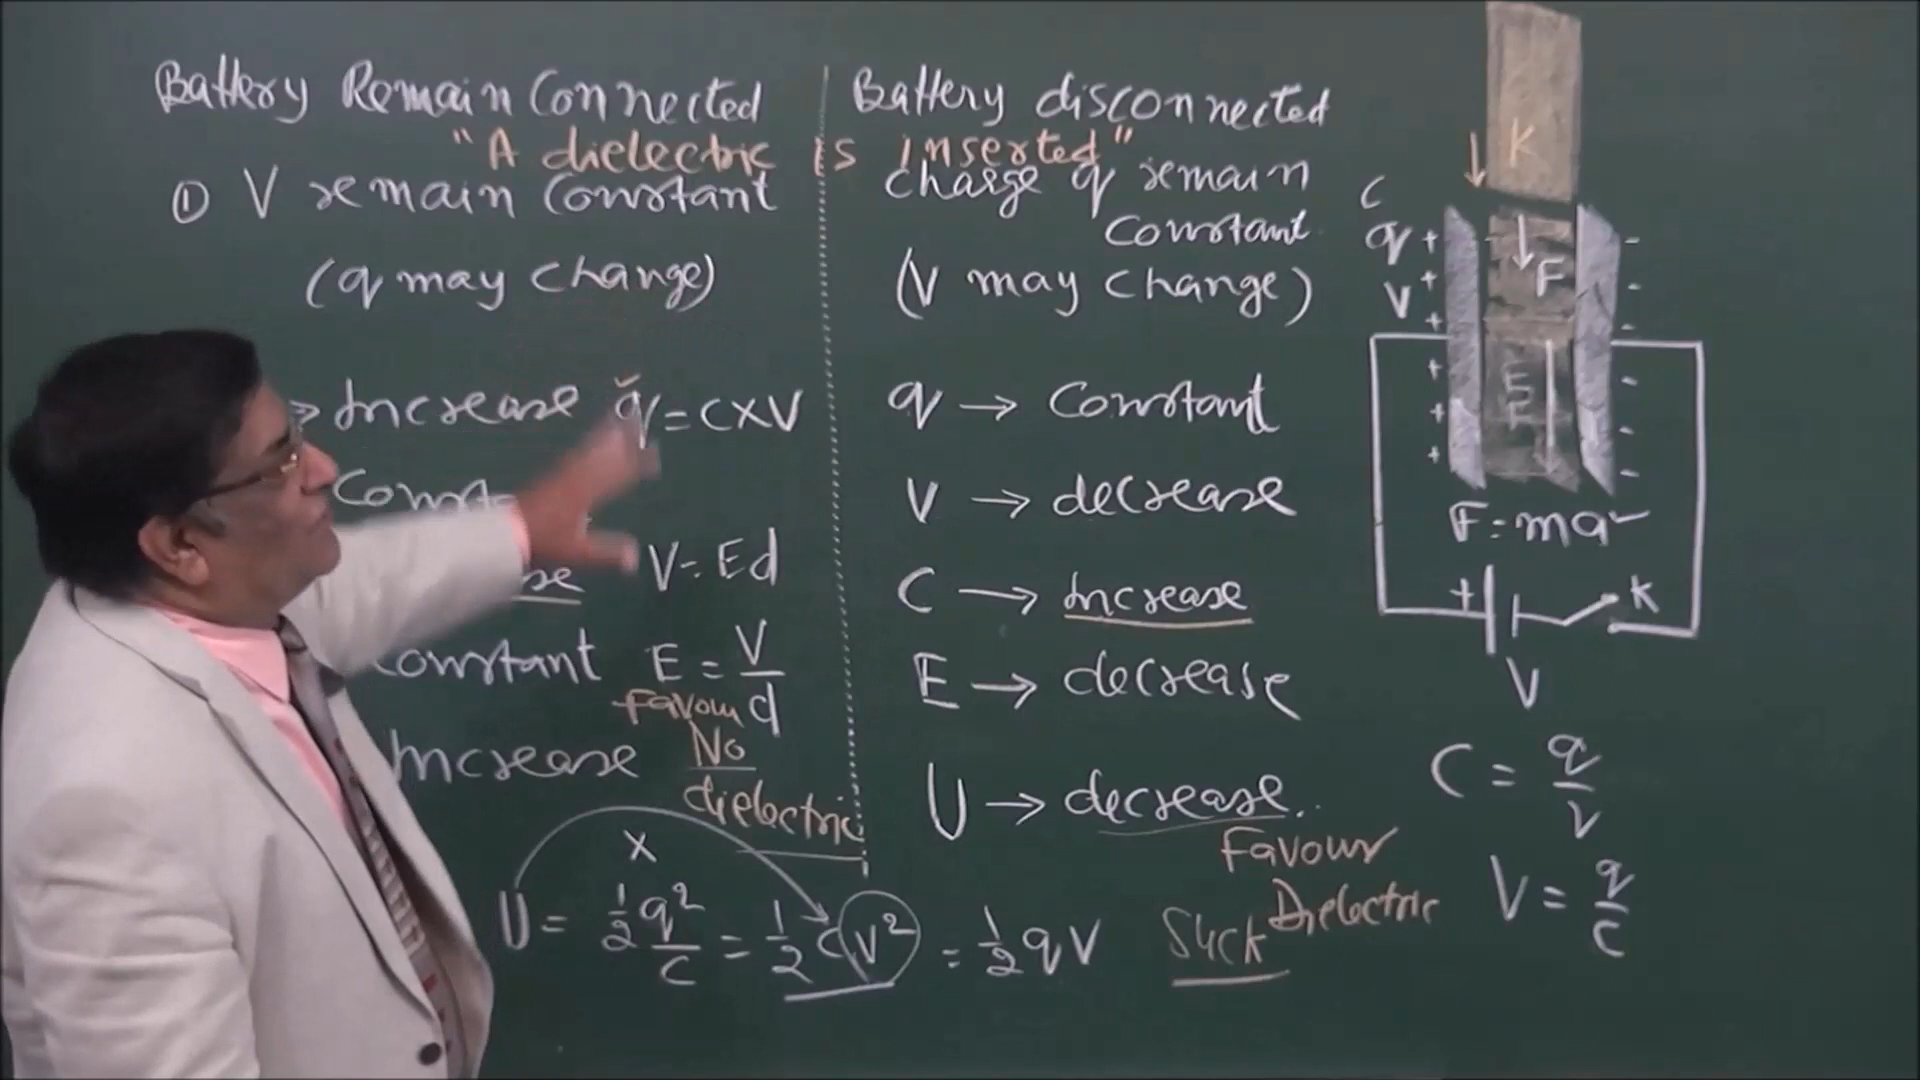 Battery Remain Connected
Battery disconnected
"A dielectric is inserted"
① V remain constant
(q may change)
→ Increase q = C×V
Consta
se V = Ed
constant E = V/d
Increase
Favour
No
dielectric
U = 1/2 q²/C = 1/2 CV² = 1/2 qV
×
charge q remain
constant
(V may change)
q → Constant
V → decrease
C → Increase
E → decrease
U → decrease.
Favour
Dielectric
Suck
K
C
q + + + + + +
V
F
- - - - - -
F = ma
+ K
V
C = q/V
V = q/C